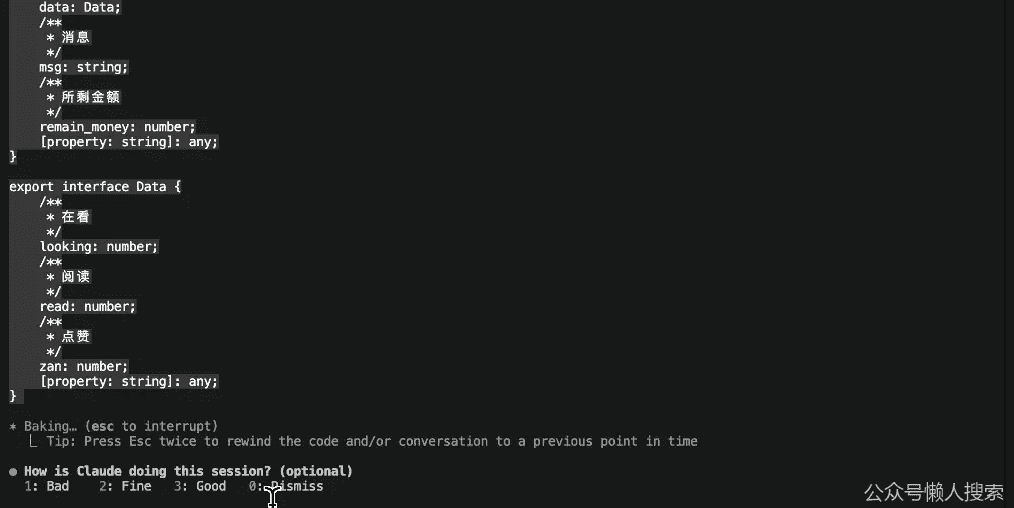 data: Data;
/**
* 消息
*/
msg: string;
/**
* 所剩金额
*/
remain_money: number;
[property: string]: any;
}
export interface Data {
/**
* 在看
*/
looking: number;
/**
* 阅读
*/
read: number;
/**
* 点赞
*/
zan: number;
[property: string]: any;
}
* Baking… (esc to interrupt)
⎿ Tip: Press Esc twice to rewind the code and/or conversation to a previous point in time
● How is Claude doing this session? (optional)
1: Bad 2: Fine 3: Good 0: Dismiss
公众号懒人搜索